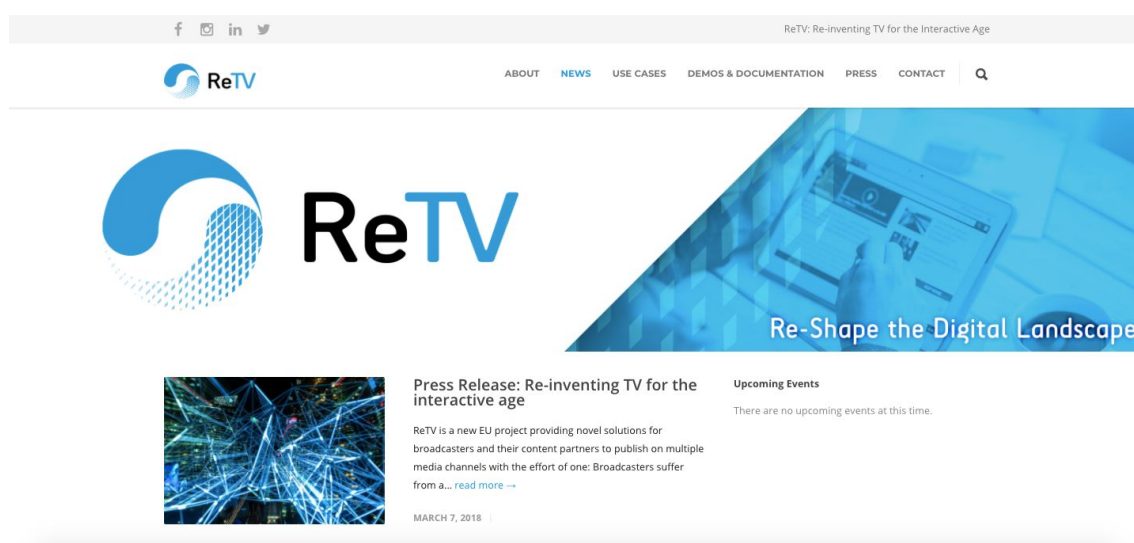 ReTV: Re-inventing TV for the Interactive Age
ReTV
ABOUT NEWS USE CASES DEMOS & DOCUMENTATION PRESS CONTACT
ReTV
Re-Shape the Digital Landscape
Press Release: Re-inventing TV for the
interactive age
ReTV is a new EU project providing novel solutions for
broadcasters and their content partners to publish on multiple
media channels with the effort of one: Broadcasters suffer
from a... read more →
MARCH 7, 2018
Upcoming Events
There are no upcoming events at this time.